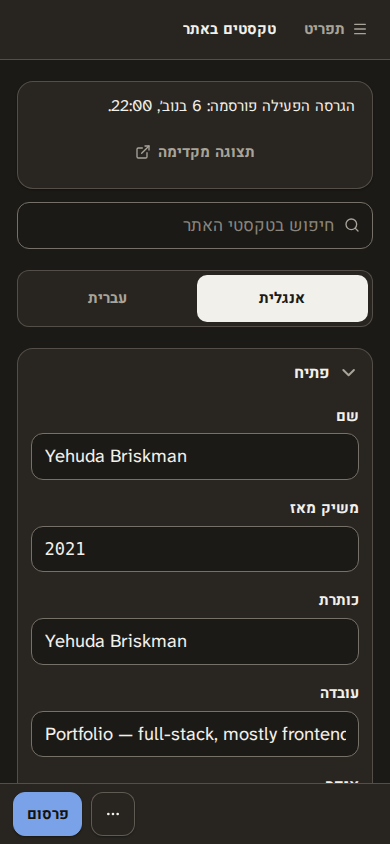 תפריט
טקסטים באתר
הגרסה הפעילה פורסמה: 6 בנוב׳, 22:00.
תצוגה מקדימה
חיפוש בטקסטי האתר
אנגלית
עברית
פתיח
שם
Yehuda Briskman
משיק מאז
2021
כותרת
Yehuda Briskman
עובדה
Portfolio — full-stack, mostly frontend
פרסום